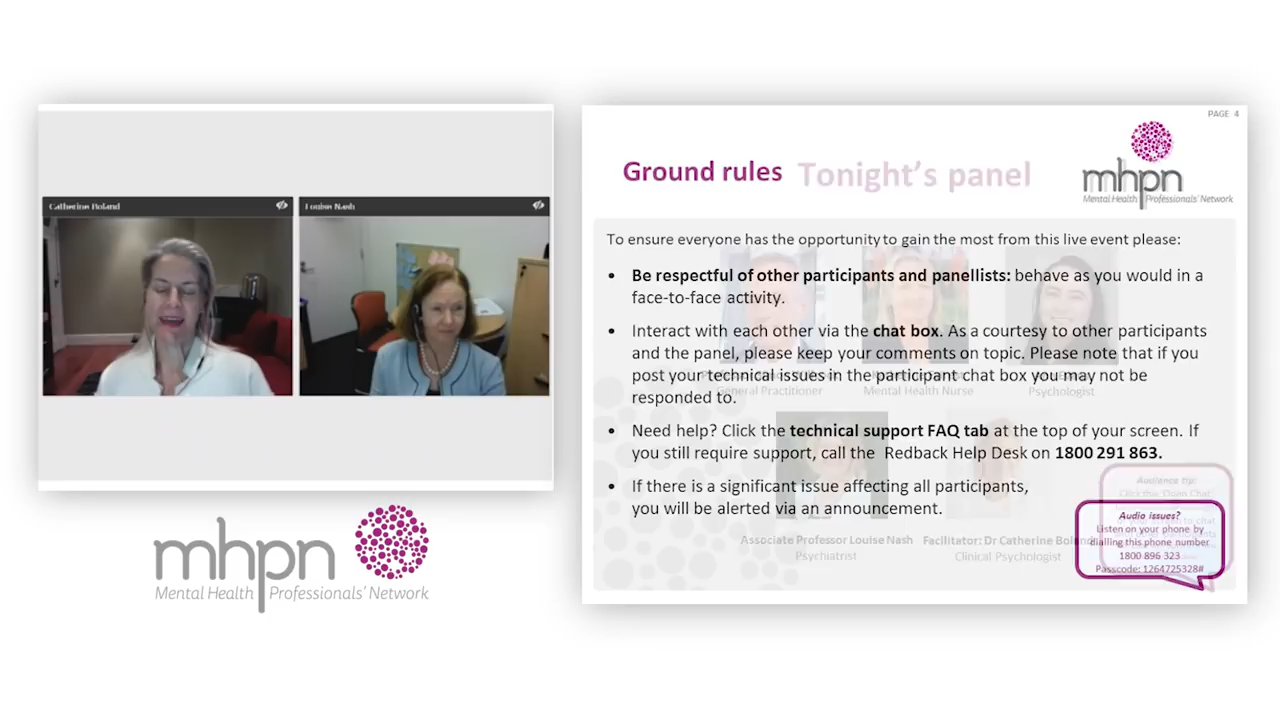 Catherine Boland
Louise Nash
mhpn
Mental Health Professionals' Network
PAGE 4
Ground rules
Tonight's panel
mhpn
Mental Health Professionals' Network
To ensure everyone has the opportunity to gain the most from this live event please:
• Be respectful of other participants and panellists: behave as you would in a
face-to-face activity.
• Interact with each other via the chat box. As a courtesy to other participants
and the panel, please keep your comments on topic. Please note that if you
post your technical issues in the participant chat box you may not be
responded to.
General Practitioner
Mental Health Nurse
Psychologist
• Need help? Click the technical support FAQ tab at the top of your screen. If
you still require support, call the Redback Help Desk on 1800 291 863.
• If there is a significant issue affecting all participants,
you will be alerted via an announcement.
Associate Professor Louise Nash
Psychiatrist
Facilitator: Dr Catherine Boland
Clinical Psychologist
Audience tip:
Click the 'Open Chat'
Audio issues?
Listen on your phone by
dialling this phone number
1800 896 323
Passcode: 1264725328#